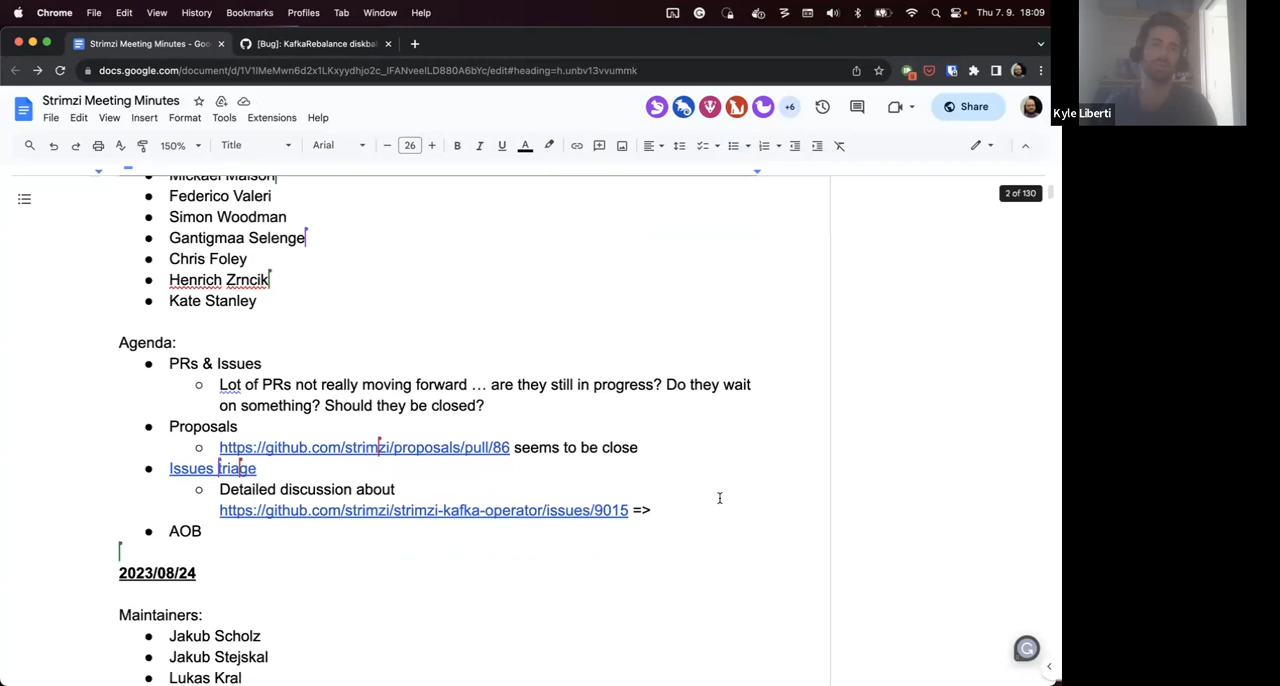 Chrome File Edit View History Bookmarks Profiles Tab Window Help Thu 7. 9. 18:09
Strimzi Meeting Minutes - Goo [Bug]: KafkaRebalance diskbal
docs.google.com/document/d/1V1lMeMwn6d2x1LKxyydhjo2c_IFANveelLD880A6bYc/edit#heading=h.unbv13vvummk
Strimzi Meeting Minutes
File Edit View Insert Format Tools Extensions Help
+6
Share
Kyle Liberti
150% Title Arial 26 B I U A
2 of 130
Mickael Maison
Federico Valeri
Simon Woodman
Gantigmaa Selenge
Chris Foley
Henrich Zrncik
Kate Stanley
Agenda:
PRs & Issues
Lot of PRs not really moving forward … are they still in progress? Do they wait
on something? Should they be closed?
Proposals
https://github.com/strimzi/proposals/pull/86 seems to be close
Issues triage
Detailed discussion about
https://github.com/strimzi/strimzi-kafka-operator/issues/9015 =>
AOB
2023/08/24
Maintainers:
Jakub Scholz
Jakub Stejskal
Lukas Kral